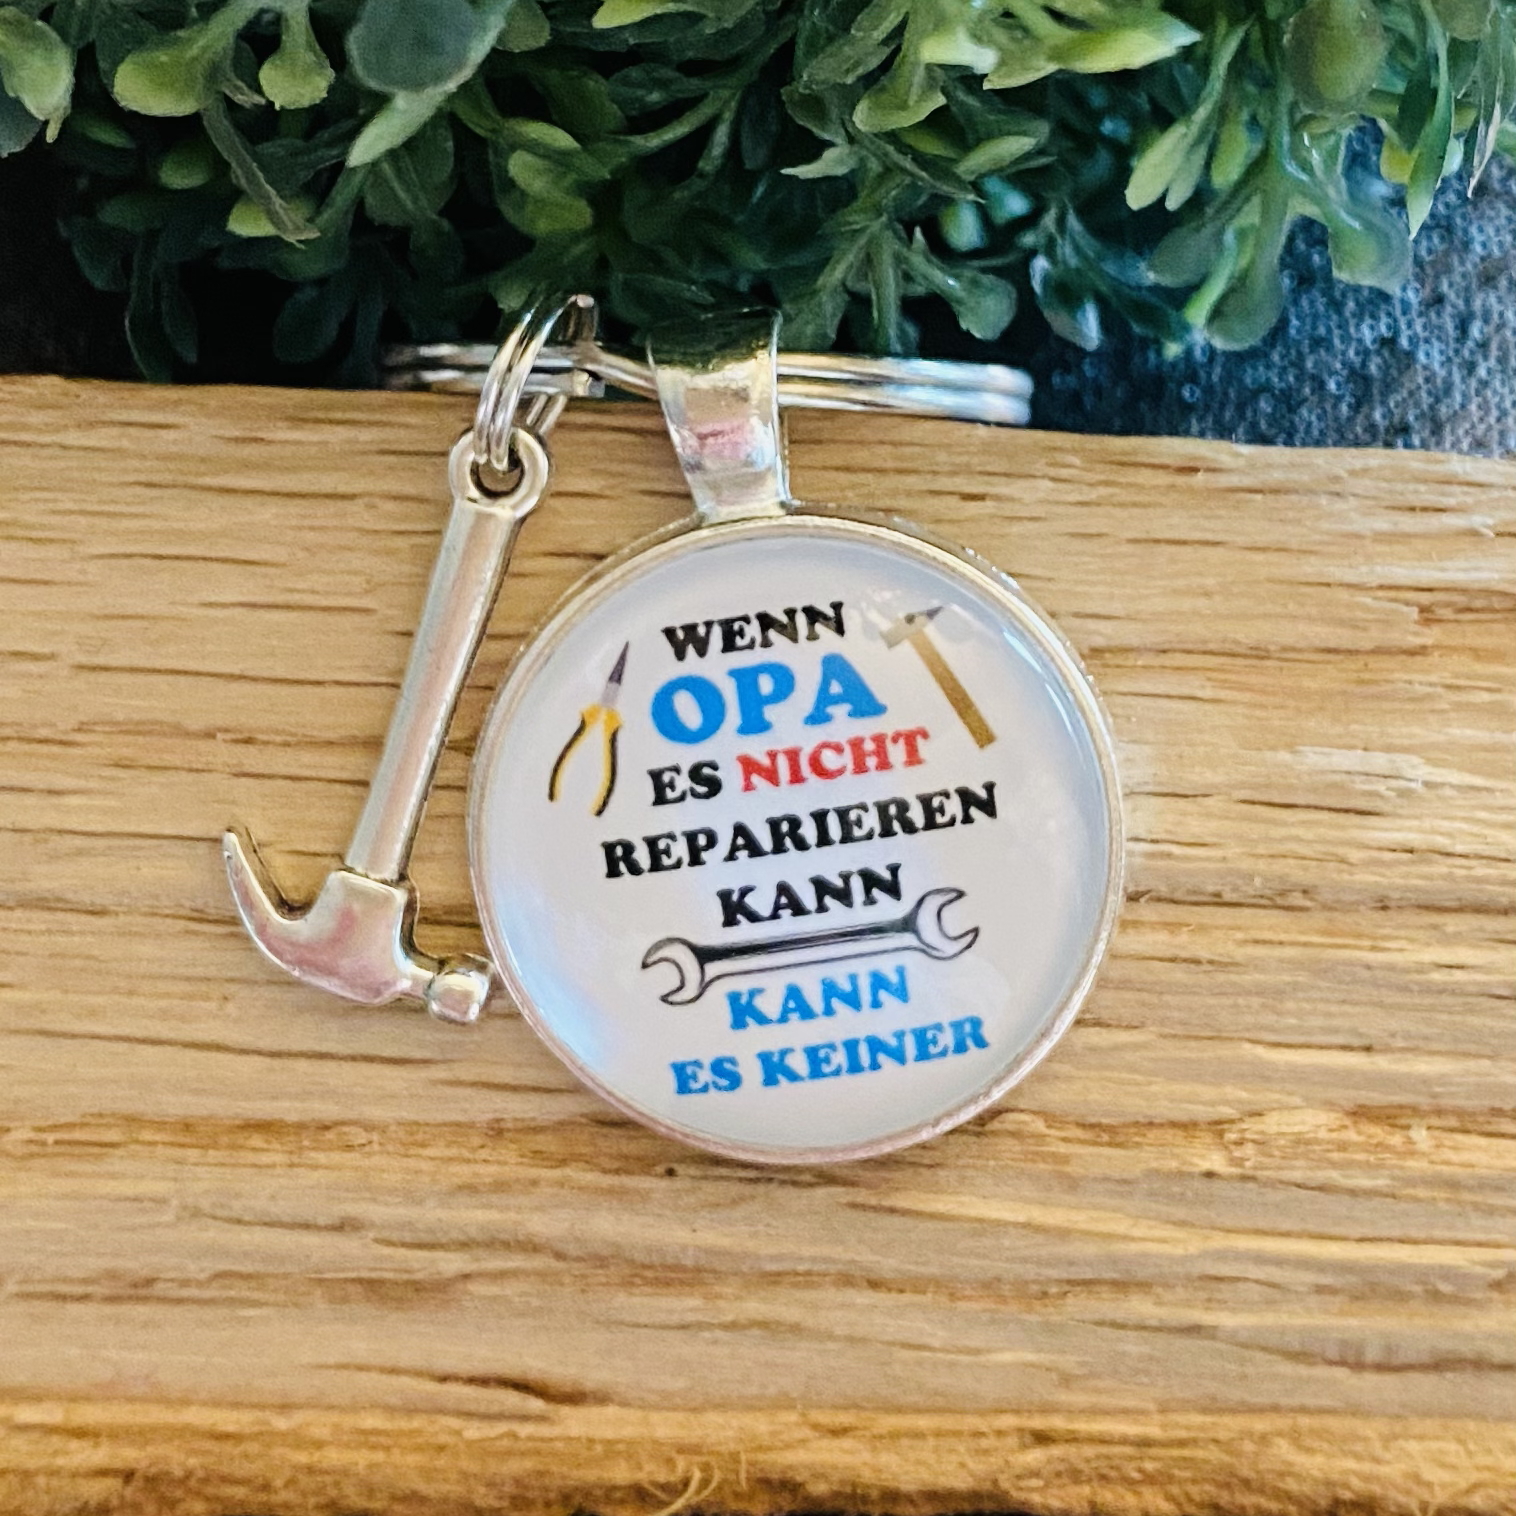 WENN
OPA
ES NICHT
REPARIEREN
KANN
KANN
ES KEINER